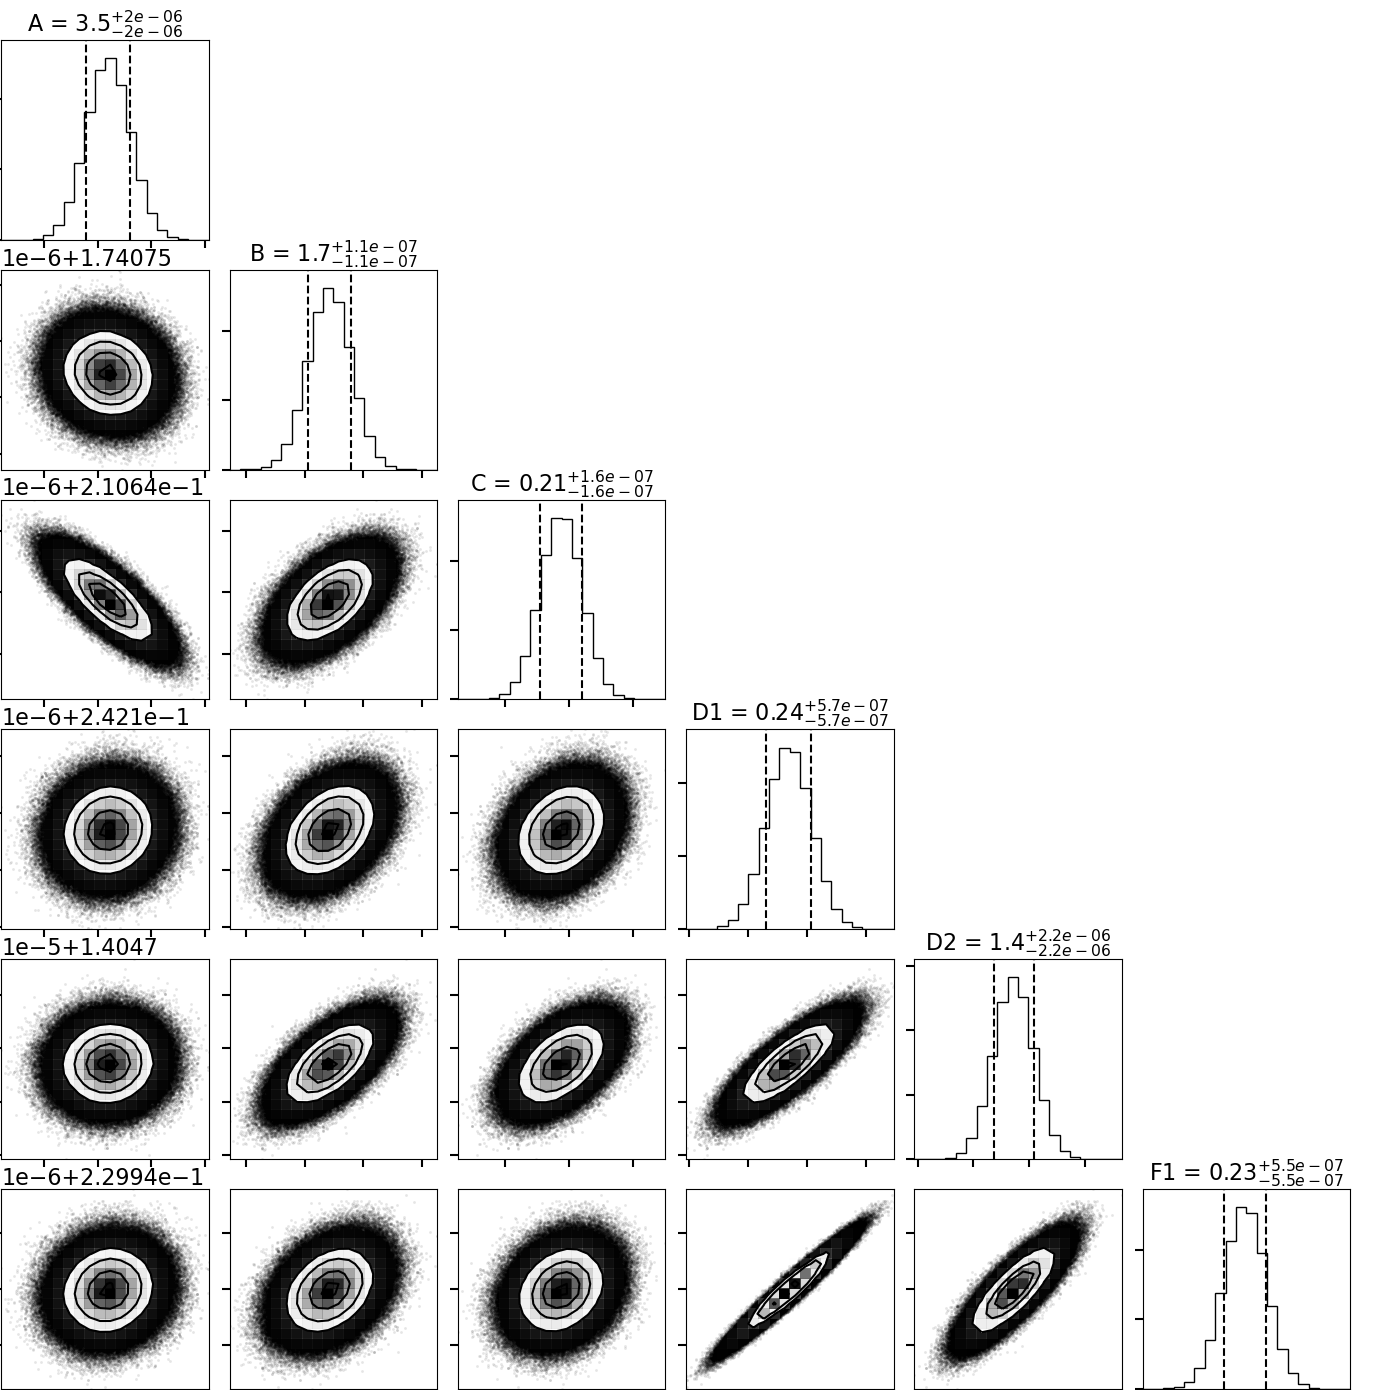 A = 3.5+2e−06−2e−06
1e−6+1.74075
B = 1.7+1.1e−07−1.1e−07
1e−6+2.1064e−1
C = 0.21+1.6e−07−1.6e−07
1e−6+2.421e−1
D1 = 0.24+5.7e−07−5.7e−07
1e−5+1.4047
D2 = 1.4+2.2e−06−2.2e−06
1e−6+2.2994e−1
F1 = 0.23+5.5e−07−5.5e−07